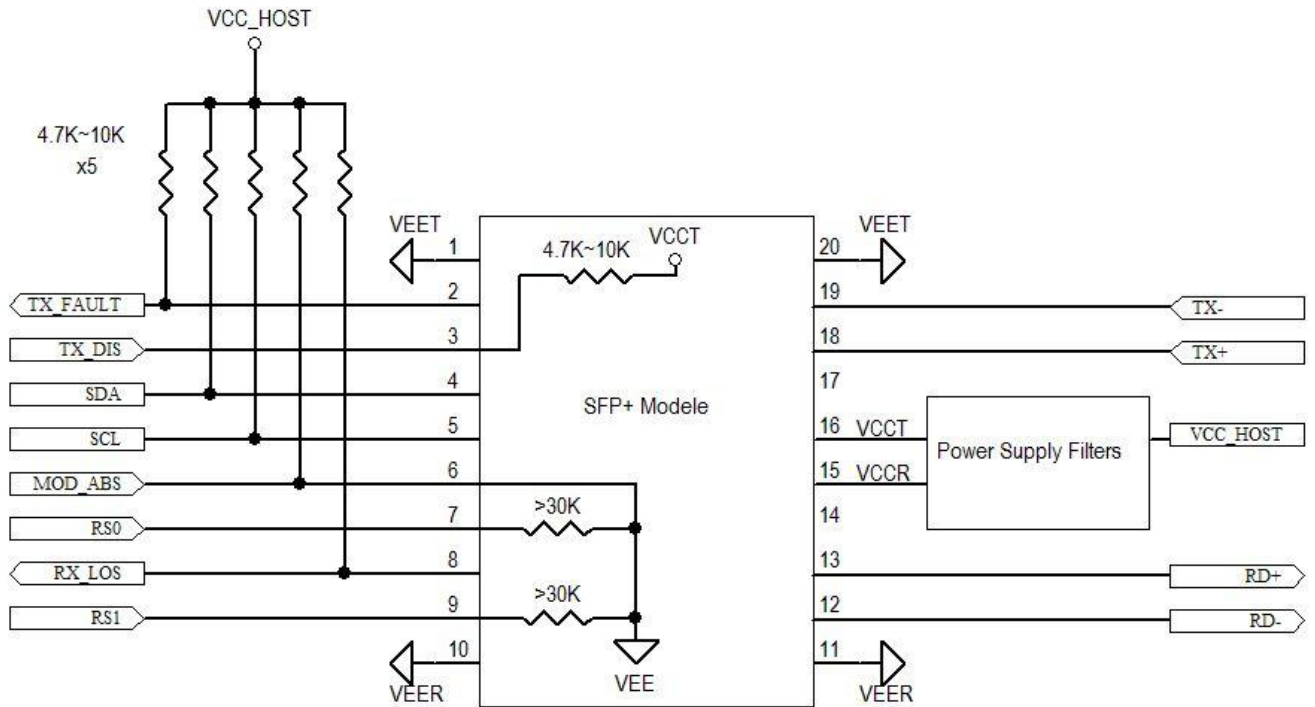 VCC_HOST
4.7K~10K
x5
VEET
1
4.7K~10K
VCCT
20
VEET
TX_FAULT
2
19
TX-
TX_DIS
3
18
TX+
SDA
4
17
SFP+ Modele
SCL
5
16
VCCT
Power Supply Filters
VCC_HOST
MOD_ABS
6
15
VCCR
RS0
7
>30K
14
RX_LOS
8
13
RD+
RS1
9
>30K
12
RD-
10
VEER
VEE
11
VEER